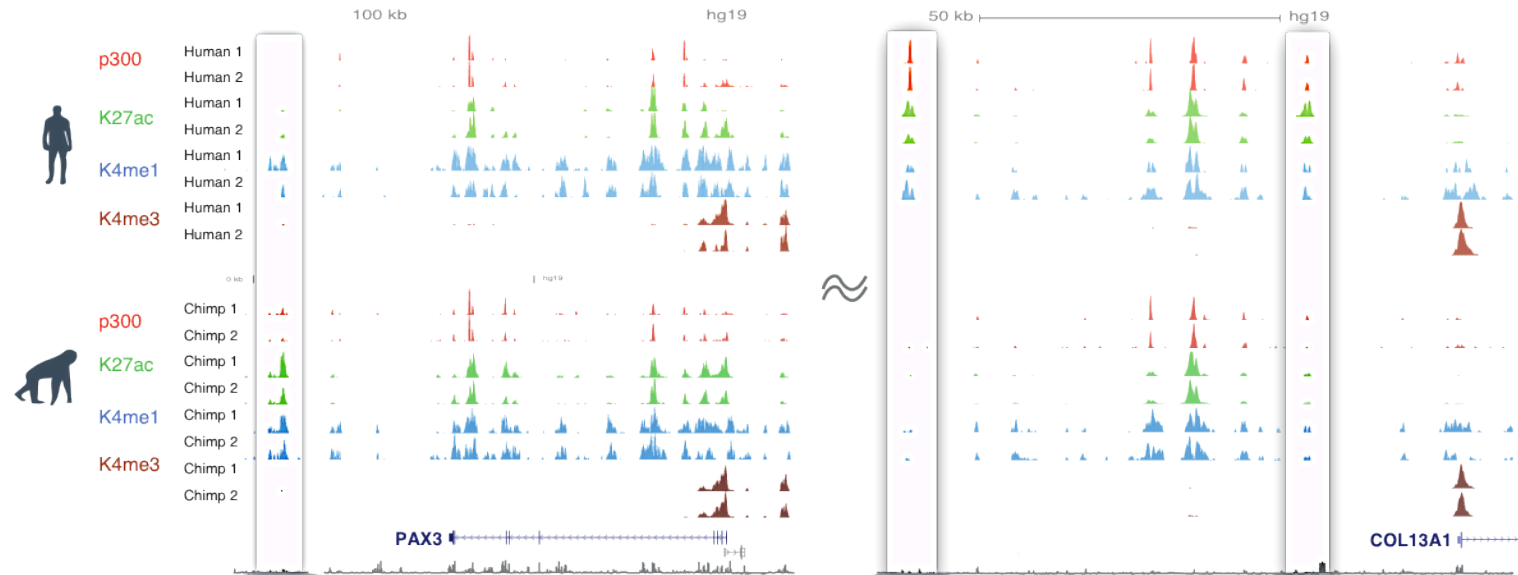 100 kb hg19 50 kb hg19
Human 1
p300
Human 2
Human 1
K27ac
Human 2
Human 1
K4me1
Human 2
Human 1
K4me3
Human 2
0 kb hg19
Chimp 1
p300
Chimp 2
Chimp 1
K27ac
Chimp 2
Chimp 1
K4me1
Chimp 2
K4me3
Chimp 1
Chimp 2
PAX3 COL13A1